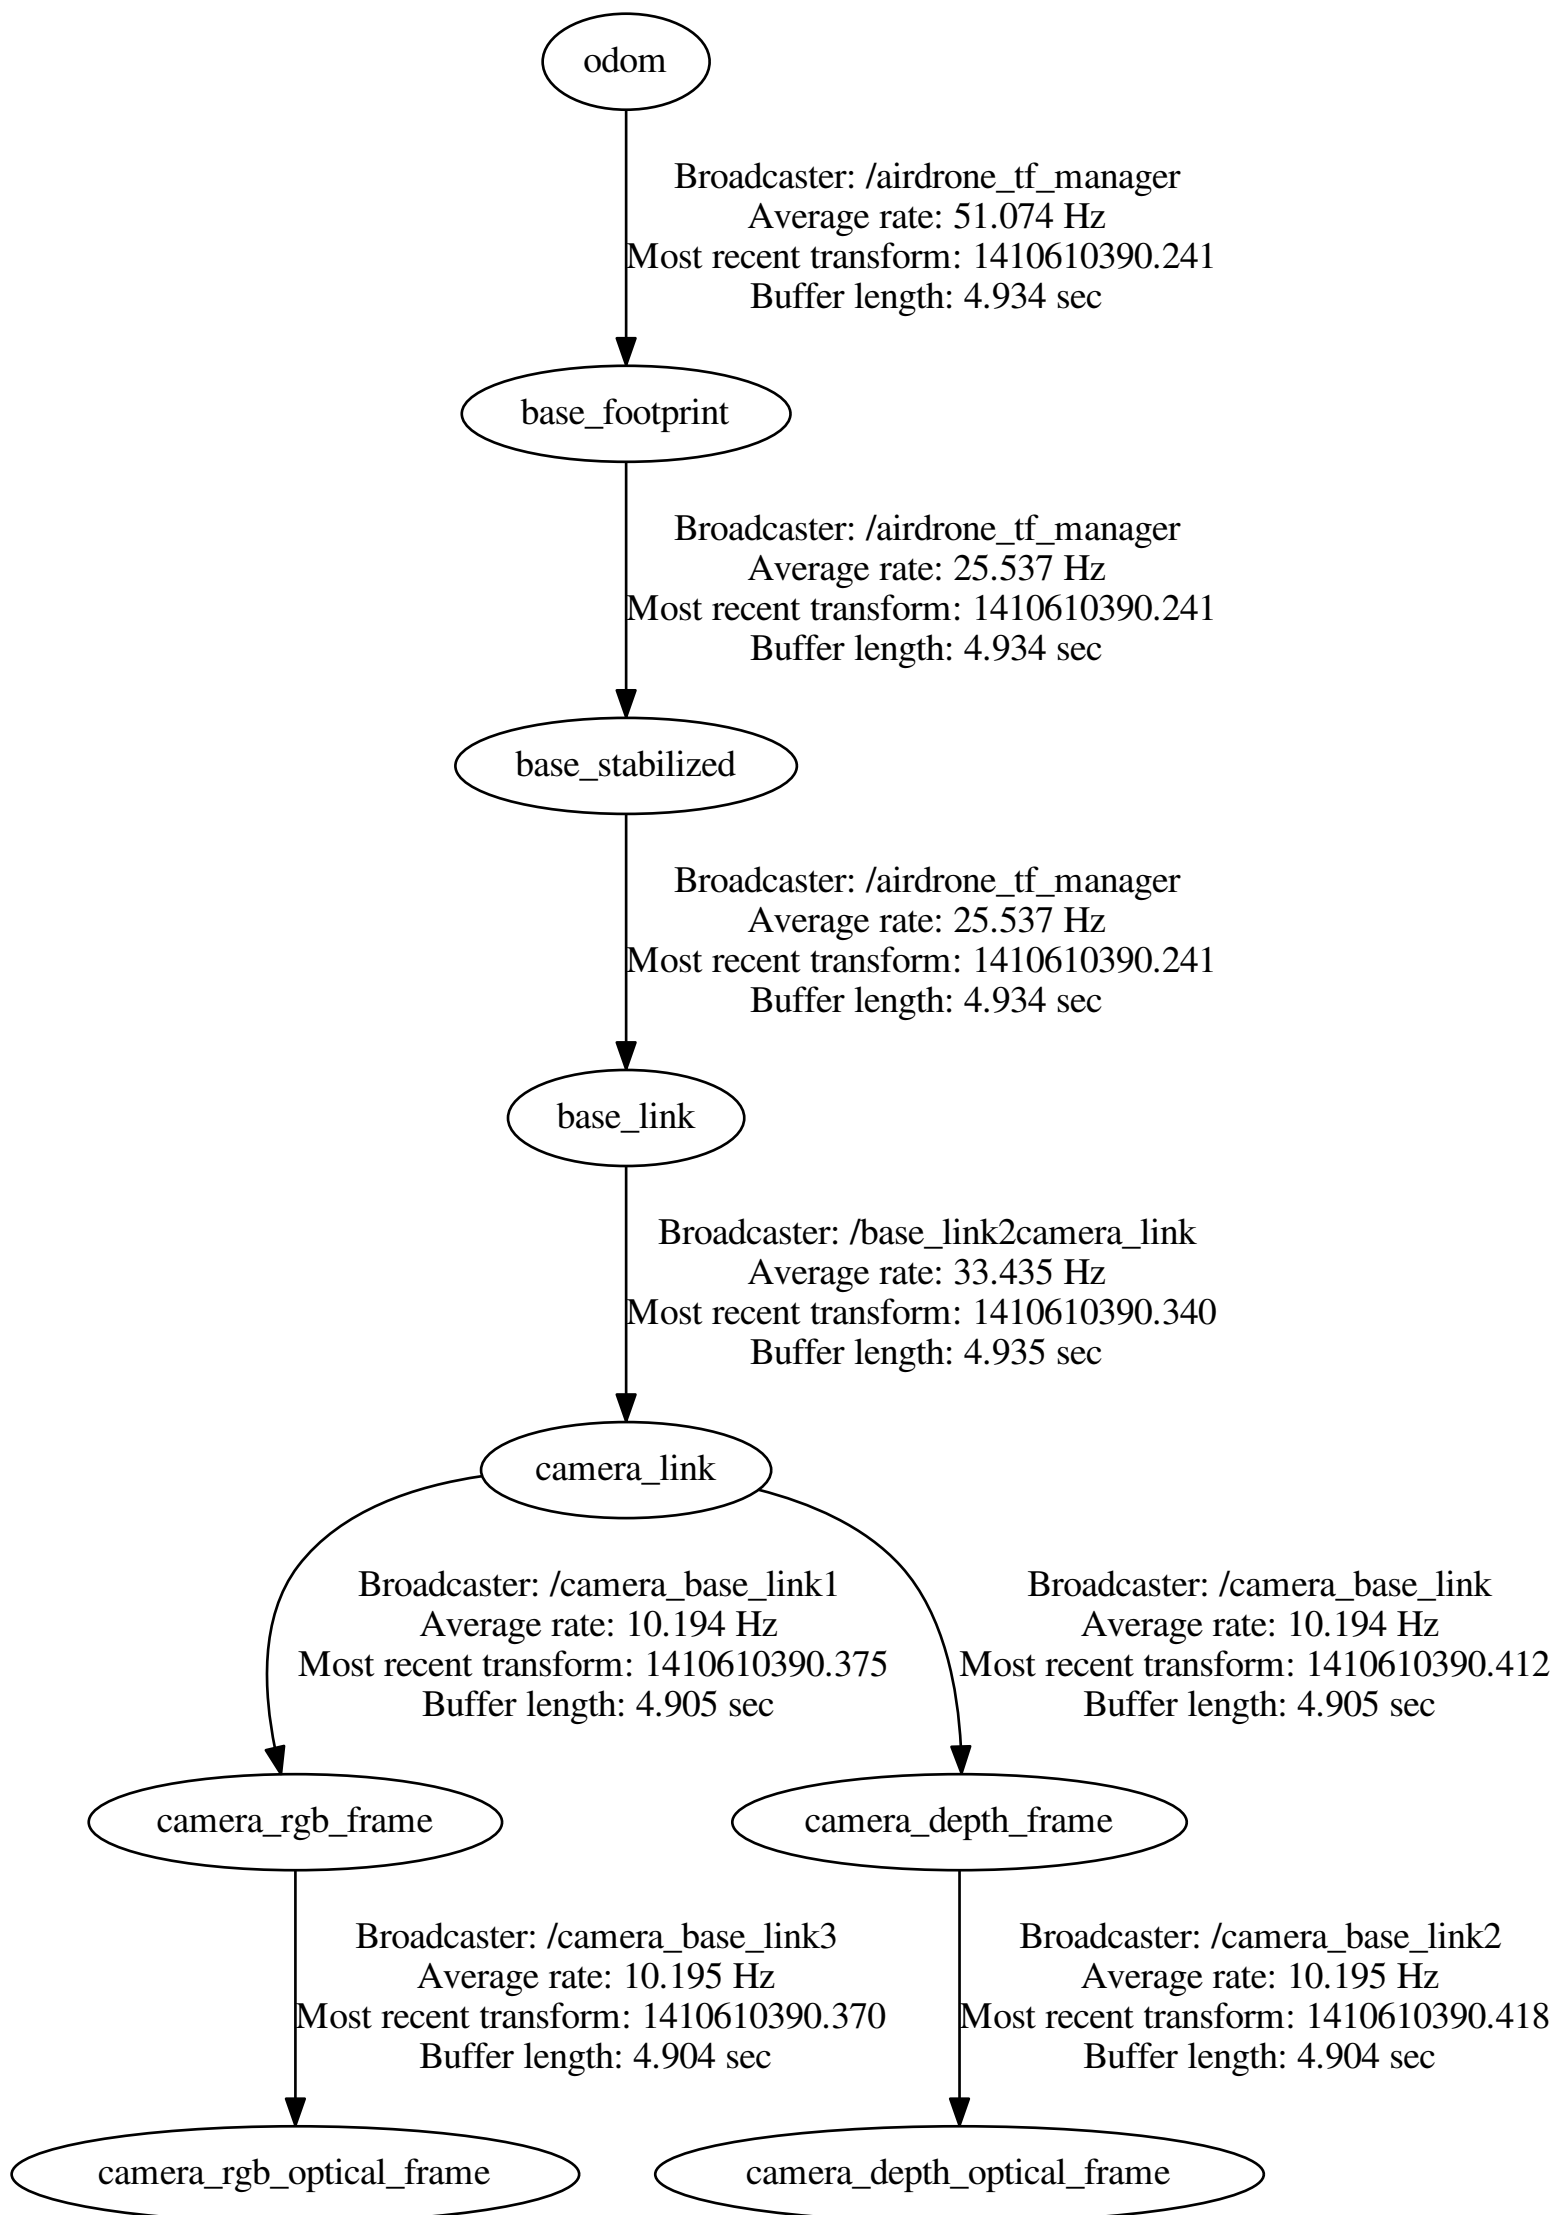 odom
Broadcaster: /airdrone_tf_manager
Average rate: 51.074 Hz
Most recent transform: 1410610390.241
Buffer length: 4.934 sec
base_footprint
Broadcaster: /airdrone_tf_manager
Average rate: 25.537 Hz
Most recent transform: 1410610390.241
Buffer length: 4.934 sec
base_stabilized
Broadcaster: /airdrone_tf_manager
Average rate: 25.537 Hz
Most recent transform: 1410610390.241
Buffer length: 4.934 sec
base_link
Broadcaster: /base_link2camera_link
Average rate: 33.435 Hz
Most recent transform: 1410610390.340
Buffer length: 4.935 sec
camera_link
Broadcaster: /camera_base_link1
Average rate: 10.194 Hz
Most recent transform: 1410610390.375
Buffer length: 4.905 sec
Broadcaster: /camera_base_link
Average rate: 10.194 Hz
Most recent transform: 1410610390.412
Buffer length: 4.905 sec
camera_rgb_frame
camera_depth_frame
Broadcaster: /camera_base_link3
Average rate: 10.195 Hz
Most recent transform: 1410610390.370
Buffer length: 4.904 sec
Broadcaster: /camera_base_link2
Average rate: 10.195 Hz
Most recent transform: 1410610390.418
Buffer length: 4.904 sec
camera_rgb_optical_frame
camera_depth_optical_frame